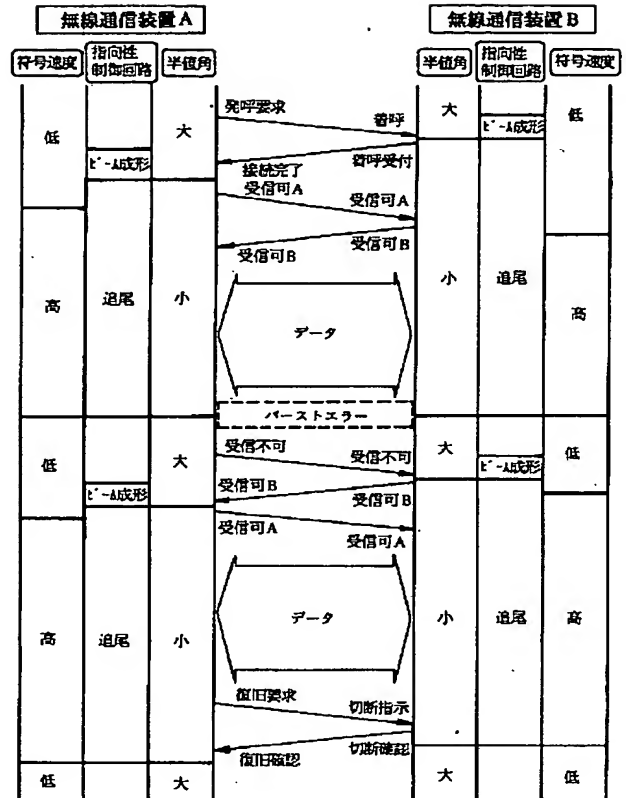 無線通信装置A 無線通信装置B
符号速度 指向性制御回路 半値角 半値角 指向性制御回路 符号速度
発呼要求 着呼
低 大 大 低
ビーム成形
ビーム成形 接続完了 着呼受付
受信可A 受信可A
受信可B 受信可B
高 追尾 小 小 追尾 高
データ
バーストエラー
低 大 受信不可 受信不可 大 低
ビーム成形
ビーム成形 受信可B 受信可B
受信可A 受信可A
高 追尾 小 データ 小 追尾 高
復旧要求 切断指示
復旧確認 切断確認
低 大 大 低